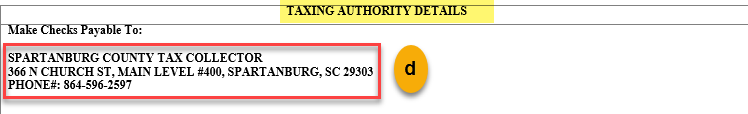 TAXING AUTHORITY DETAILS
Make Checks Payable To:
SPARTANBURG COUNTY TAX COLLECTOR
366 N CHURCH ST, MAIN LEVEL #400, SPARTANBURG, SC 29303
PHONE#: 864-596-2597
d